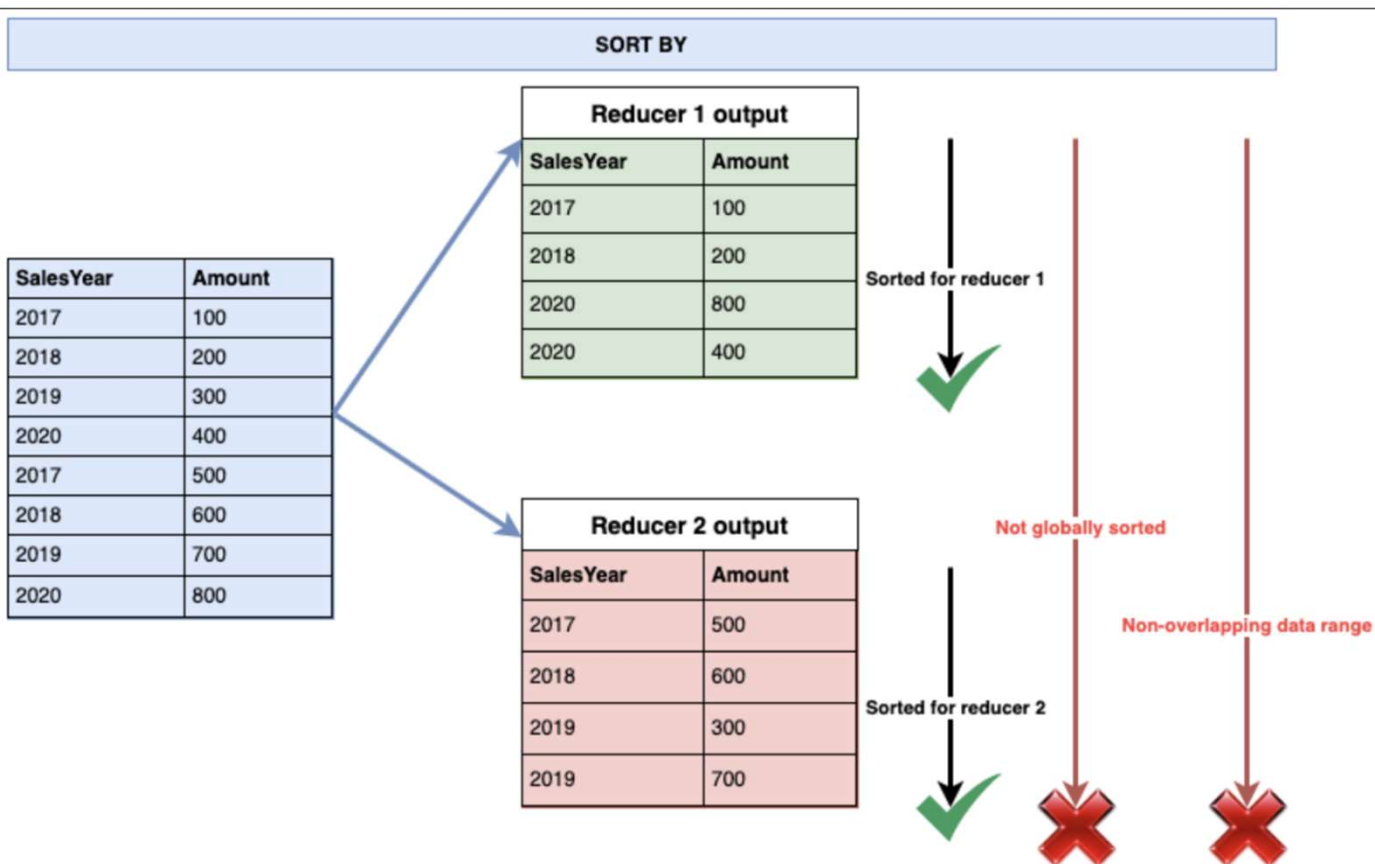 SORT BY
SalesYear Amount
2017 100
2018 200
2019 300
2020 400
2017 500
2018 600
2019 700
2020 800
Reducer 1 output
SalesYear Amount
2017 100
2018 200
2020 800
2020 400
Sorted for reducer 1
Reducer 2 output
SalesYear Amount
2017 500
2018 600
2019 300
2019 700
Sorted for reducer 2
Not globally sorted
Non-overlapping data range